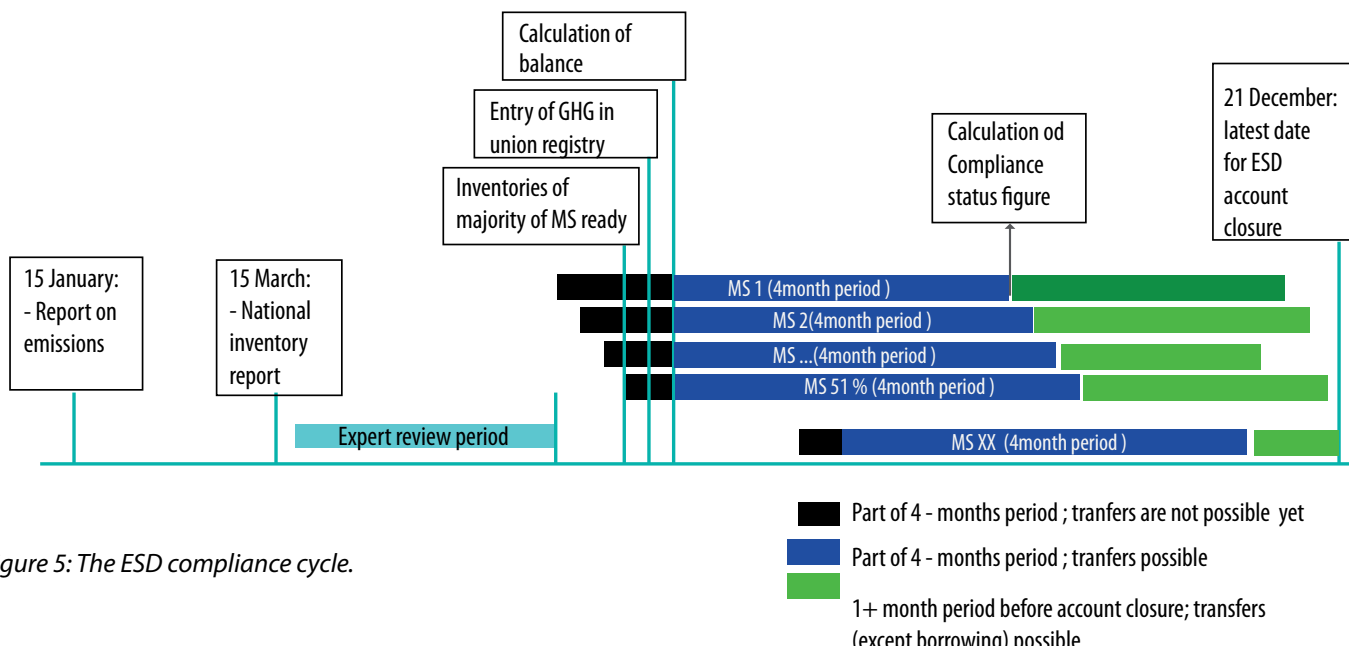 Calculation of
balance
Entry of GHG in
union registry
Inventories of
majority of MS ready
Calculation od
Compliance
status figure
21 December:
latest date
for ESD
account
closure
15 January:
- Report on
emissions
15 March:
- National
inventory
report
MS 1 (4month period )
MS 2(4month period )
MS ...(4month period )
MS 51 % (4month period )
Expert review period
MS XX  (4month period )
Part of 4 - months period ; tranfers are not possible  yet
Part of 4 - months period ; tranfers possible
1+ month period before account closure; transfers
(except borrowing) possible
gure 5: The ESD compliance cycle.